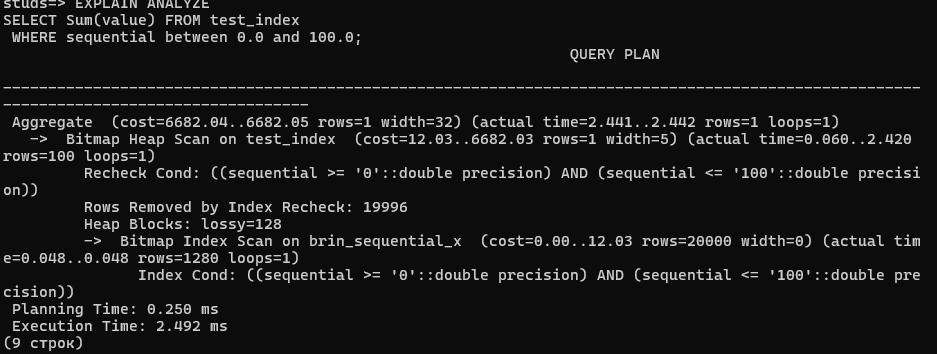 studs=> EXPLAIN ANALYZE
SELECT Sum(value) FROM test_index
 WHERE sequential between 0.0 and 100.0;
QUERY PLAN
--------------------------------------------------------------------------------------------------------
----------------------------------
 Aggregate  (cost=6682.04..6682.05 rows=1 width=32) (actual time=2.441..2.442 rows=1 loops=1)
   ->  Bitmap Heap Scan on test_index  (cost=12.03..6682.03 rows=1 width=5) (actual time=0.060..2.420
rows=100 loops=1)
         Recheck Cond: ((sequential >= '0'::double precision) AND (sequential <= '100'::double precisi
on))
         Rows Removed by Index Recheck: 19996
         Heap Blocks: lossy=128
         ->  Bitmap Index Scan on brin_sequential_x  (cost=0.00..12.03 rows=20000 width=0) (actual tim
e=0.048..0.048 rows=1280 loops=1)
               Index Cond: ((sequential >= '0'::double precision) AND (sequential <= '100'::double pre
cision))
 Planning Time: 0.250 ms
 Execution Time: 2.492 ms
(9 строк)